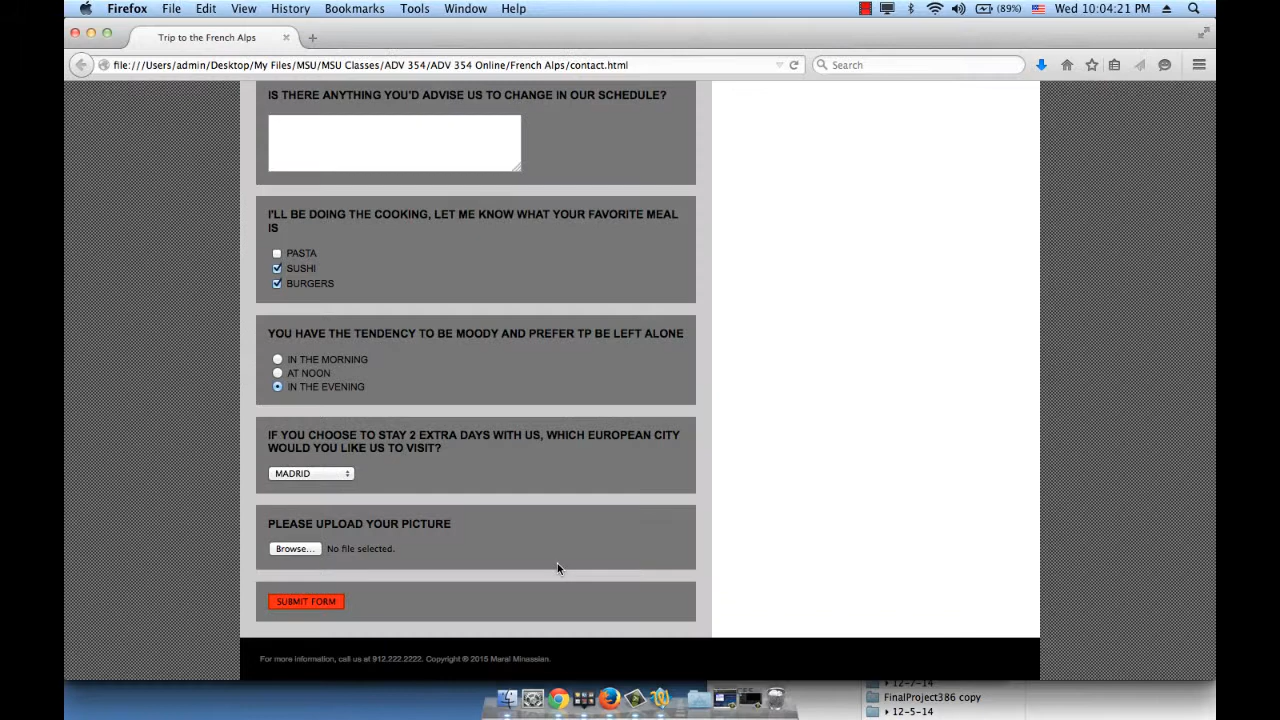 Firefox File Edit View History Bookmarks Tools Window Help (89%) Wed 10:04:21 PM
Trip to the French Alps
file:///Users/admin/Desktop/My Files/MSU/MSU Classes/ADV 354/ADV 354 Online/French Alps/contact.html Search
IS THERE ANYTHING YOU'D ADVISE US TO CHANGE IN OUR SCHEDULE?
I'LL BE DOING THE COOKING, LET ME KNOW WHAT YOUR FAVORITE MEAL
IS
PASTA
SUSHI
BURGERS
YOU HAVE THE TENDENCY TO BE MOODY AND PREFER TP BE LEFT ALONE
IN THE MORNING
AT NOON
IN THE EVENING
IF YOU CHOOSE TO STAY 2 EXTRA DAYS WITH US, WHICH EUROPEAN CITY
WOULD YOU LIKE US TO VISIT?
MADRID
PLEASE UPLOAD YOUR PICTURE
Browse... No file selected.
SUBMIT FORM
For more information, call us at 912.222.2222. Copyright ® 2015 Maral Minassian.
12-7-14
FinalProject386 copy
12-5-14